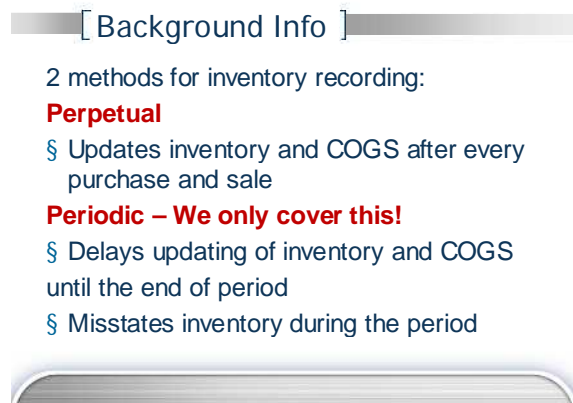 [Background Info]
2 methods for inventory recording:
Perpetual
§ Updates inventory and COGS after every
purchase and sale
Periodic – We only cover this!
§ Delays updating of inventory and COGS
until the end of period
§ Misstates inventory during the period